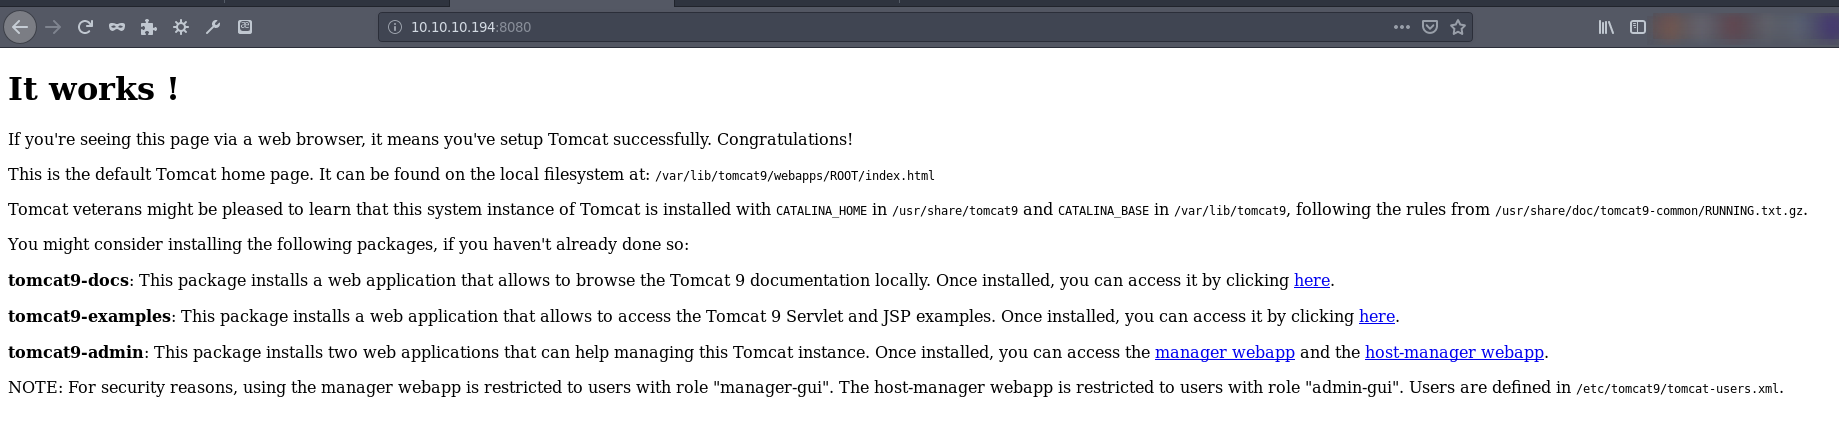 10.10.10.194:8080
It works !
If you're seeing this page via a web browser, it means you've setup Tomcat successfully. Congratulations!
This is the default Tomcat home page. It can be found on the local filesystem at: /var/lib/tomcat9/webapps/ROOT/index.html
Tomcat veterans might be pleased to learn that this system instance of Tomcat is installed with CATALINA_HOME in /usr/share/tomcat9 and CATALINA_BASE in /var/lib/tomcat9, following the rules from /usr/share/doc/tomcat9-common/RUNNING.txt.gz.
You might consider installing the following packages, if you haven't already done so:
tomcat9-docs: This package installs a web application that allows to browse the Tomcat 9 documentation locally. Once installed, you can access it by clicking here.
tomcat9-examples: This package installs a web application that allows to access the Tomcat 9 Servlet and JSP examples. Once installed, you can access it by clicking here.
tomcat9-admin: This package installs two web applications that can help managing this Tomcat instance. Once installed, you can access the manager webapp and the host-manager webapp.
NOTE: For security reasons, using the manager webapp is restricted to users with role "manager-gui". The host-manager webapp is restricted to users with role "admin-gui". Users are defined in /etc/tomcat9/tomcat-users.xml.